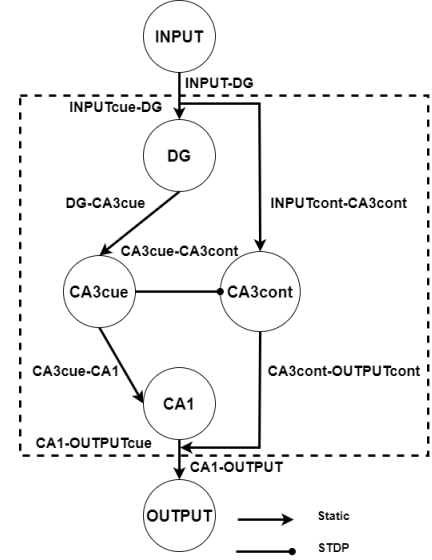 INPUT
INPUT-DG
INPUTcue-DG
DG
DG-CA3cue
INPUTcont-CA3cont
CA3cue-CA3cont
CA3cue
CA3cont
CA3cue-CA1
CA3cont-OUTPUTcont
CA1
CA1-OUTPUTcue
CA1-OUTPUT
OUTPUT
Static
STDP